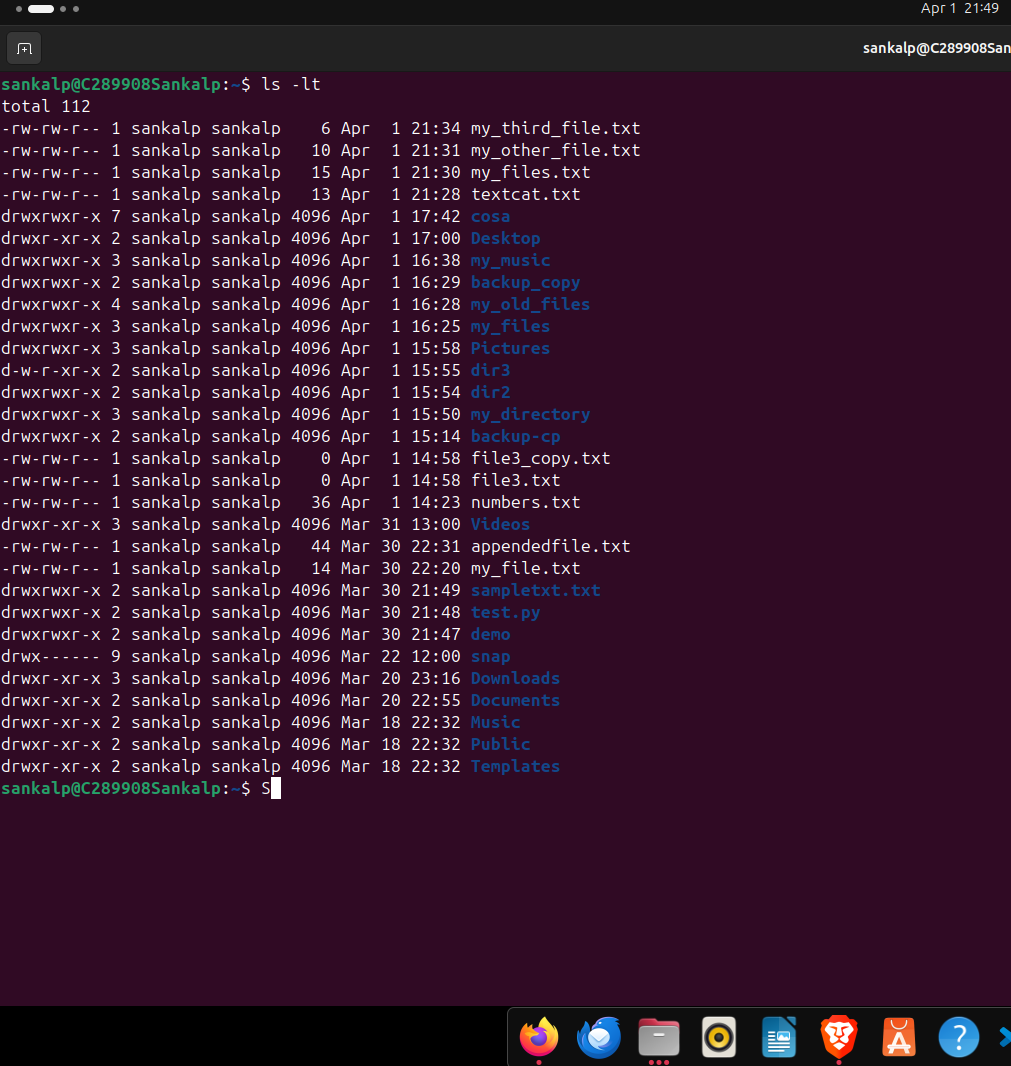 Apr 1 21:49
sankalp@C289908San
sankalp@C289908Sankalp:~$ ls -lt
total 112
-rw-rw-r-- 1 sankalp sankalp    6 Apr  1 21:34 my_third_file.txt
-rw-rw-r-- 1 sankalp sankalp   10 Apr  1 21:31 my_other_file.txt
-rw-rw-r-- 1 sankalp sankalp   15 Apr  1 21:30 my_files.txt
-rw-rw-r-- 1 sankalp sankalp   13 Apr  1 21:28 textcat.txt
drwxrwxr-x 7 sankalp sankalp 4096 Apr  1 17:42 cosa
drwxr-xr-x 2 sankalp sankalp 4096 Apr  1 17:00 Desktop
drwxrwxr-x 3 sankalp sankalp 4096 Apr  1 16:38 my_music
drwxrwxr-x 2 sankalp sankalp 4096 Apr  1 16:29 backup_copy
drwxrwxr-x 4 sankalp sankalp 4096 Apr  1 16:28 my_old_files
drwxrwxr-x 3 sankalp sankalp 4096 Apr  1 16:25 my_files
drwxrwxr-x 3 sankalp sankalp 4096 Apr  1 15:58 Pictures
d-w-r-xr-x 2 sankalp sankalp 4096 Apr  1 15:55 dir3
drwxrwxr-x 2 sankalp sankalp 4096 Apr  1 15:54 dir2
drwxrwxr-x 3 sankalp sankalp 4096 Apr  1 15:50 my_directory
drwxrwxr-x 2 sankalp sankalp 4096 Apr  1 15:14 backup-cp
-rw-rw-r-- 1 sankalp sankalp    0 Apr  1 14:58 file3_copy.txt
-rw-rw-r-- 1 sankalp sankalp    0 Apr  1 14:58 file3.txt
-rw-rw-r-- 1 sankalp sankalp   36 Apr  1 14:23 numbers.txt
drwxr-xr-x 3 sankalp sankalp 4096 Mar 31 13:00 Videos
-rw-rw-r-- 1 sankalp sankalp   44 Mar 30 22:31 appendedfile.txt
-rw-rw-r-- 1 sankalp sankalp   14 Mar 30 22:20 my_file.txt
drwxrwxr-x 2 sankalp sankalp 4096 Mar 30 21:49 sampletxt.txt
drwxrwxr-x 2 sankalp sankalp 4096 Mar 30 21:48 test.py
drwxrwxr-x 2 sankalp sankalp 4096 Mar 30 21:47 demo
drwx------ 9 sankalp sankalp 4096 Mar 22 12:00 snap
drwxr-xr-x 3 sankalp sankalp 4096 Mar 20 23:16 Downloads
drwxr-xr-x 2 sankalp sankalp 4096 Mar 20 22:55 Documents
drwxr-xr-x 2 sankalp sankalp 4096 Mar 18 22:32 Music
drwxr-xr-x 2 sankalp sankalp 4096 Mar 18 22:32 Public
drwxr-xr-x 2 sankalp sankalp 4096 Mar 18 22:32 Templates
sankalp@C289908Sankalp:~$ S